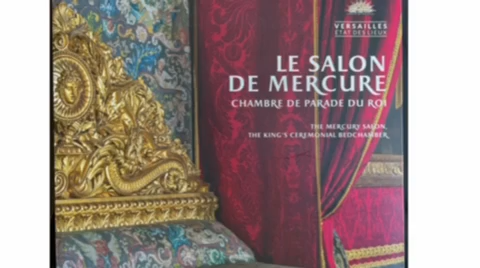 VERSAILLES
ÉTAT DES LIEUX
LE SALON
DE MERCURE
CHAMBRE DE PARADE DU ROI
THE MERCURY SALON,
THE KING'S CEREMONIAL BEDCHAMBER